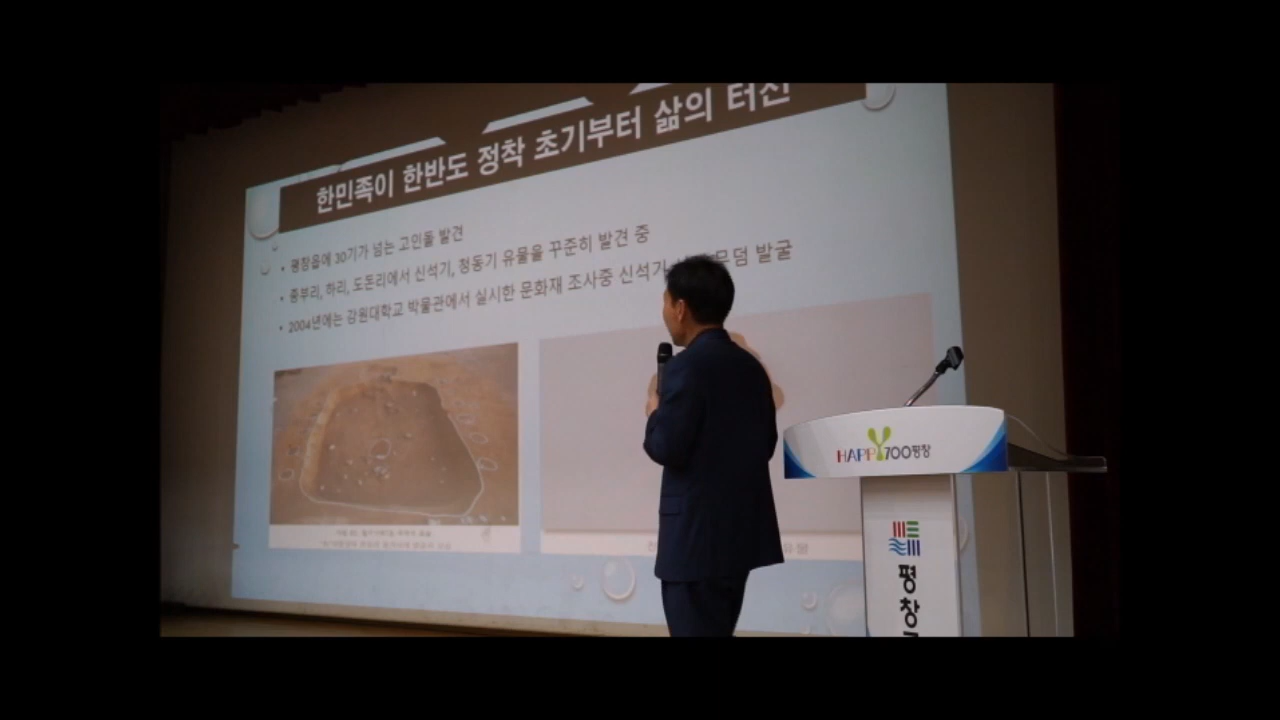 한민족이 한반도 정착 초기부터 삶의 터전
• 평창읍에 30기가 넘는 고인돌 발견
• 중부리, 하리, 도돈리에서 신석기, 청동기 유물을 꾸준히 발견 중
• 2004년에는 강원대학교 박물관에서 실시한 문화재 조사중 신석기 무덤 발굴
HAPPY700평창
평창